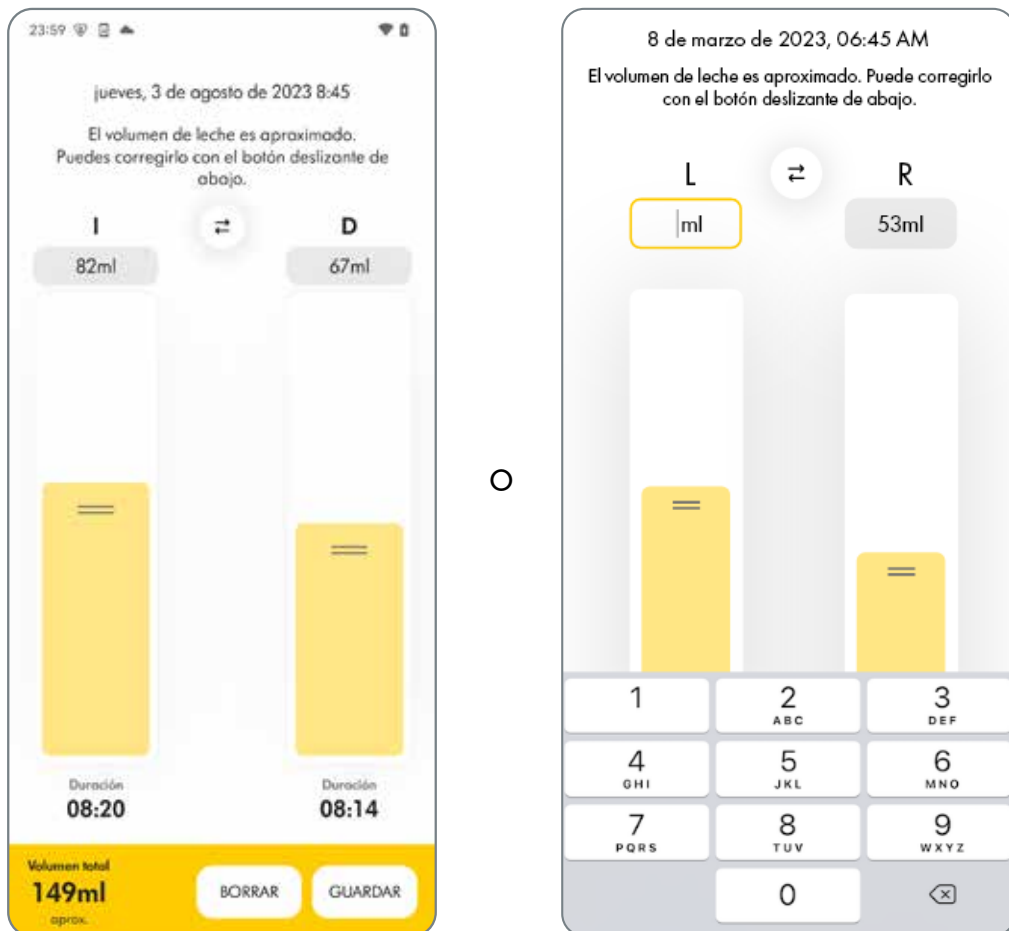 23:59
jueves, 3 de agosto de 2023 8:45
El volumen de leche es aproximado.
Puedes corregirlo con el botón deslizante de
abajo.
I
D
82ml
67ml
Duración
08:20
Duración
08:14
Volumen total
149ml
aprox.
BORRAR
GUARDAR
O
8 de marzo de 2023, 06:45 AM
El volumen de leche es aproximado. Puede corregirlo
con el botón deslizante de abajo.
L
R
ml
53ml
1
2
ABC
3
DEF
4
GHI
5
JKL
6
MNO
7
PQRS
8
TUV
9
WXYZ
0